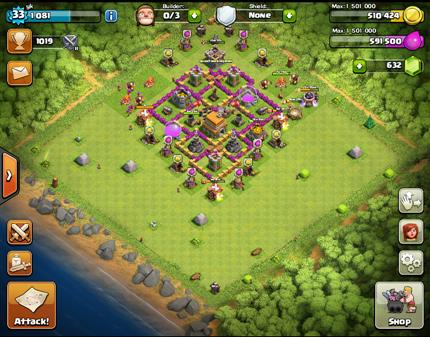 33
1 081
Builder:
0/3
Shield:
None
Max: 1 501 000
510 424
1019
Max: 1 501 000
591 500
632
Attack!
Shop